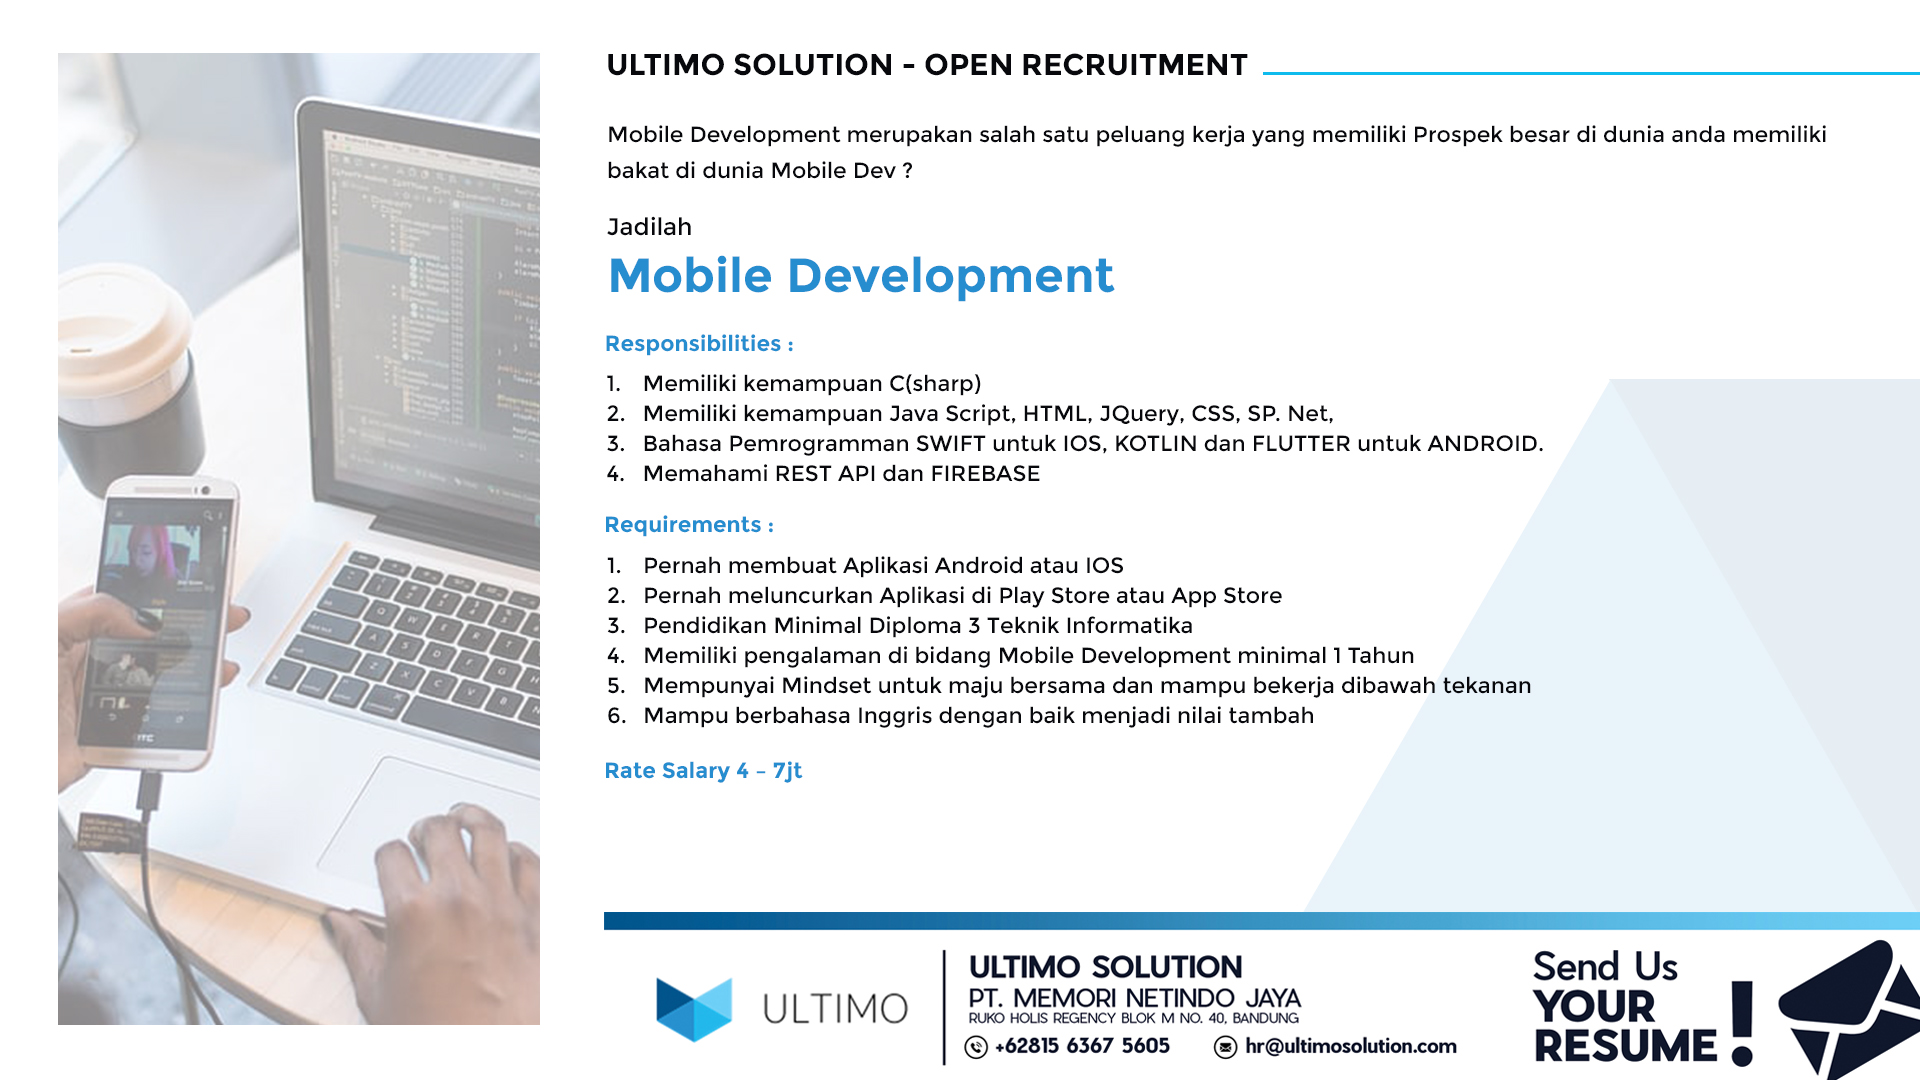 ULTIMO SOLUTION - OPEN RECRUITMENT
Mobile Development merupakan salah satu peluang kerja yang memiliki Prospek besar di dunia anda memiliki
bakat di dunia Mobile Dev ?
Jadilah
Mobile Development
Responsibilities :
1. Memiliki kemampuan C(sharp)
2. Memiliki kemampuan Java Script, HTML, JQuery, CSS, SP. Net,
3. Bahasa Pemrogramman SWIFT untuk IOS, KOTLIN dan FLUTTER untuk ANDROID.
4. Memahami REST API dan FIREBASE
Requirements :
1. Pernah membuat Aplikasi Android atau IOS
2. Pernah meluncurkan Aplikasi di Play Store atau App Store
3. Pendidikan Minimal Diploma 3 Teknik Informatika
4. Memiliki pengalaman di bidang Mobile Development minimal 1 Tahun
5. Mempunyai Mindset untuk maju bersama dan mampu bekerja dibawah tekanan
6. Mampu berbahasa Inggris dengan baik menjadi nilai tambah
Rate Salary 4 – 7jt
ULTIMO
ULTIMO SOLUTION
PT. MEMORI NETINDO JAYA
RUKO HOLIS REGENCY BLOK M NO. 40, BANDUNG
+62815 6367 5605 hr@ultimosolution.com
Send Us
YOUR
RESUME!